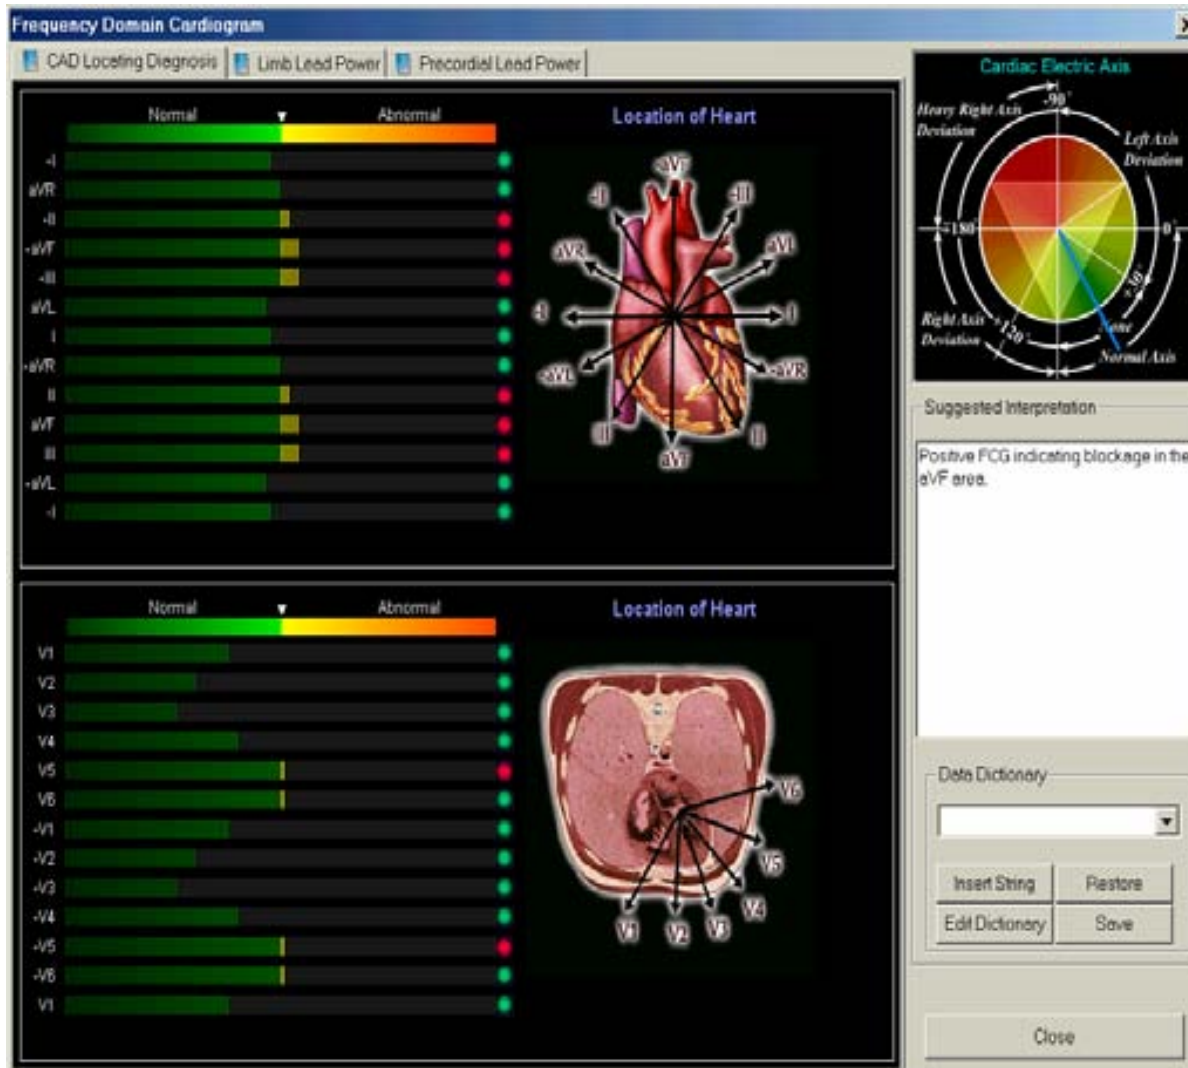 Frequency Domain Cardiogram
CAD Locating Diagnosis
Limb Lead Power
Precordial Lead Power
Normal
Abnormal
Location of Heart
-I
aVR
-II
-aVF
-III
aVL
I
-aVR
II
aVF
III
-aVL
-I
-aVF
-II
-III
aVR
aVL
-I
I
-aVL
-aVR
III
II
aVF
Normal
Abnormal
Location of Heart
V1
V2
V3
V4
V5
V6
-V1
-V2
-V3
-V4
-V5
-V6
V1
V6
V5
V4
V1
V2
V3
Cardiac Electric Axis
-90°
Heavy Right Axis
Deviation
Left Axis
Deviation
0°
+30°
+120°
Right Axis
Deviation
None
Normal Axis
Suggested Interpretation
Positive FCG indicating blockage in the
aVF area.
Data Dictionary
Insert String
Restore
Edit Dictionary
Save
Close